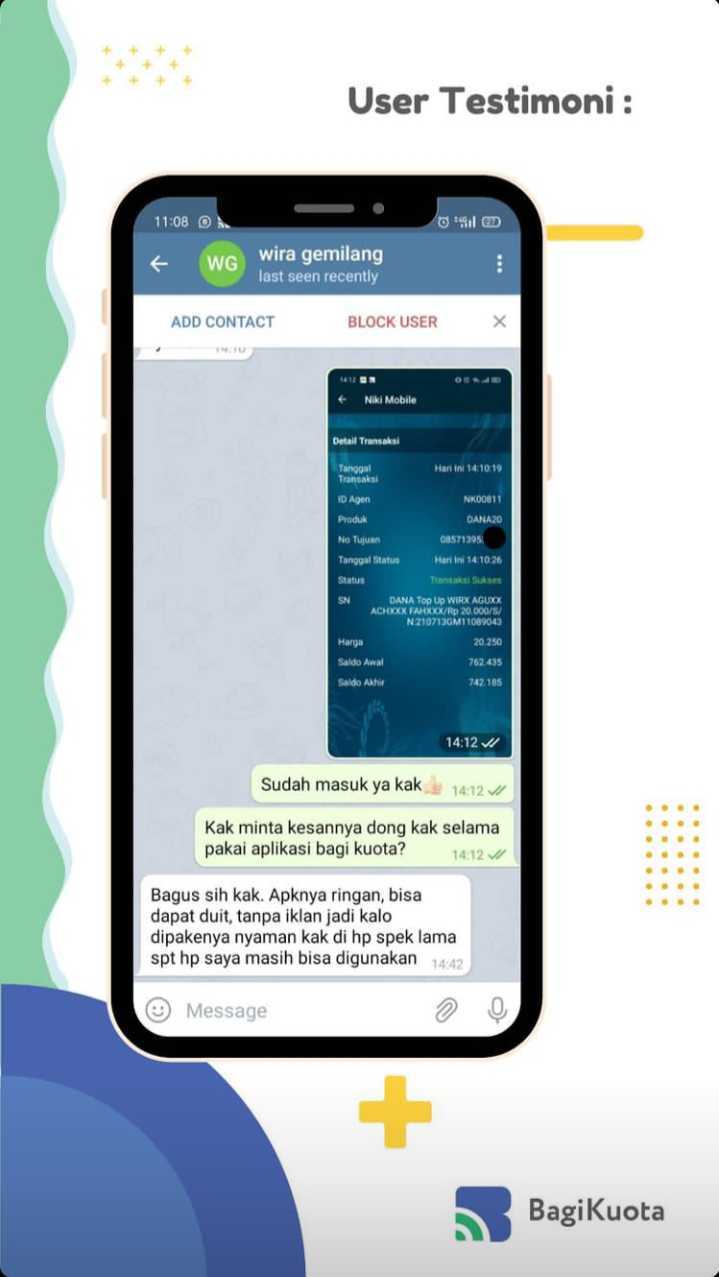 User Testimoni :
11:08
27
WG
wira gemilang
last seen recently
ADD CONTACT BLOCK USER
14:12
Niki Mobile
Detail Transaksi
Tanggal Transaksi Hari Ini 14:10:19
ID Agen NK00811
Produk DANA20
No Tujuan 08571395
Tanggal Status Hari Ini 14:10:26
Status Transaksi Sukses
SN DANA Top Up WIRX AGUXX
ACHXXX FAHXXX/Rp 20.000/S/
N:210713GM11089043
Harga 20.250
Saldo Awal 762.435
Saldo Akhir 742.185
14:12
Sudah masuk ya kak👍 14:12
Kak minta kesannya dong kak selama
pakai aplikasi bagi kuota? 14:12
Bagus sih kak. Apknya ringan, bisa
dapat duit, tanpa iklan jadi kalo
dipakenya nyaman kak di hp spek lama
spt hp saya masih bisa digunakan 14:42
Message
BagiKuota